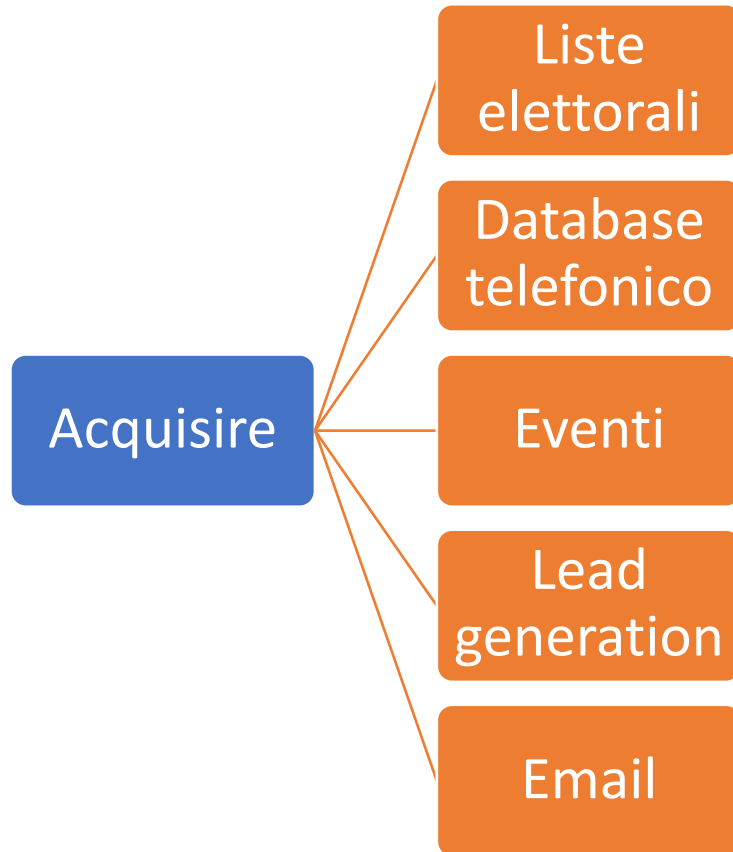 Liste
elettorali
Database
telefonico
Acquisire
Eventi
Lead
generation
Email